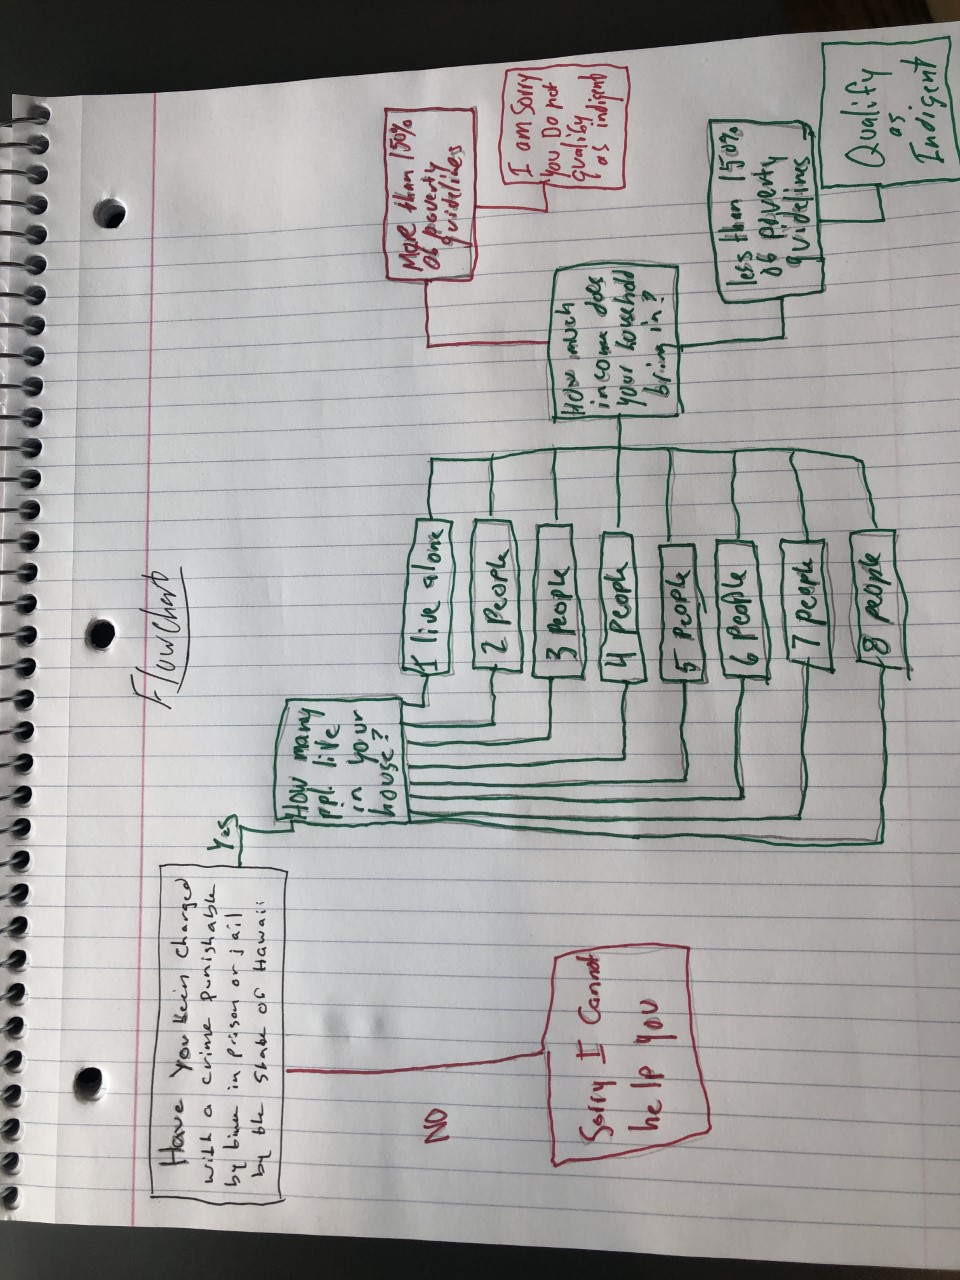 Flowchart
Have you been charged
with a crime punishable
by time in prison or jail
by the State of Hawaii
Yes
NO
Sorry I Cannot
help you
How many
ppl. live
in your
house?
1 live alone
2 people
3 people
4 people
5 people
6 people
7 people
8 people
How much
income does
your household
bring in?
More than 150%
of poverty
guidelines
I am sorry
you Do not
Qualify
as indigent
less than 150%
of poverty
guidelines
Qualify
as
Indigent